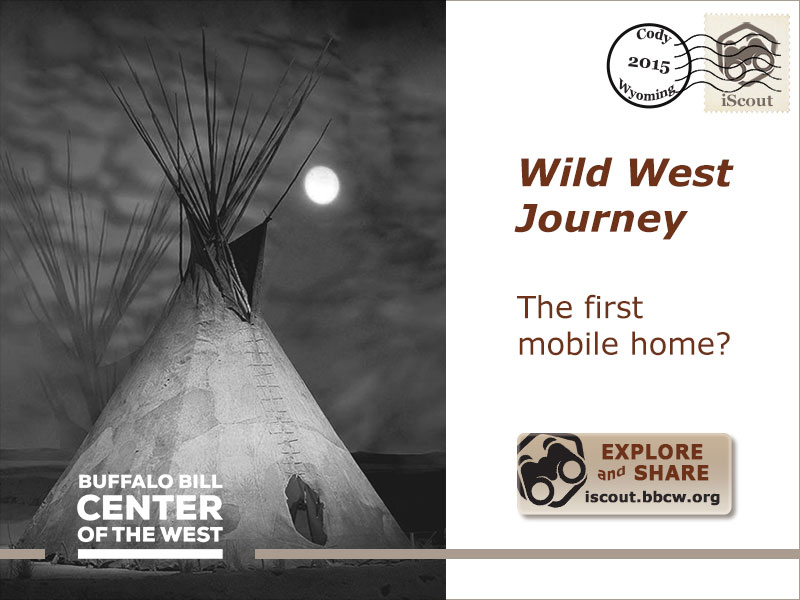 Cody
2015
Wyoming
iScout
Wild West
Journey
The first
mobile home?
EXPLORE
and SHARE
iscout.bbcw.org
BUFFALO BILL
CENTER
OF THE WEST